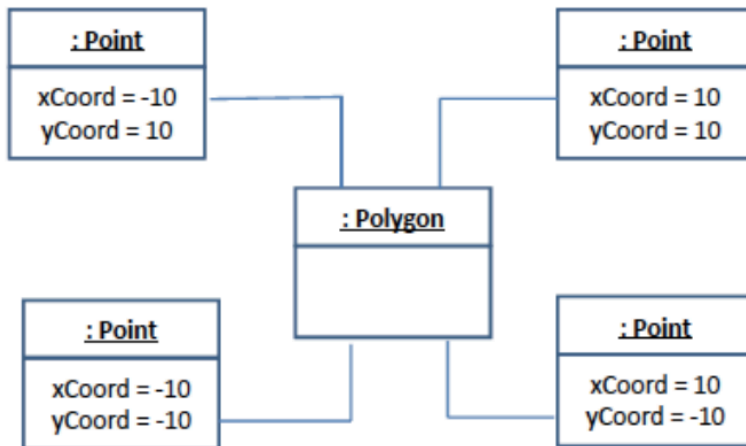 : Point
xCoord = -10
yCoord = 10
: Point
xCoord = 10
yCoord = 10
: Polygon
: Point
xCoord = -10
yCoord = -10
: Point
xCoord = 10
yCoord = -10